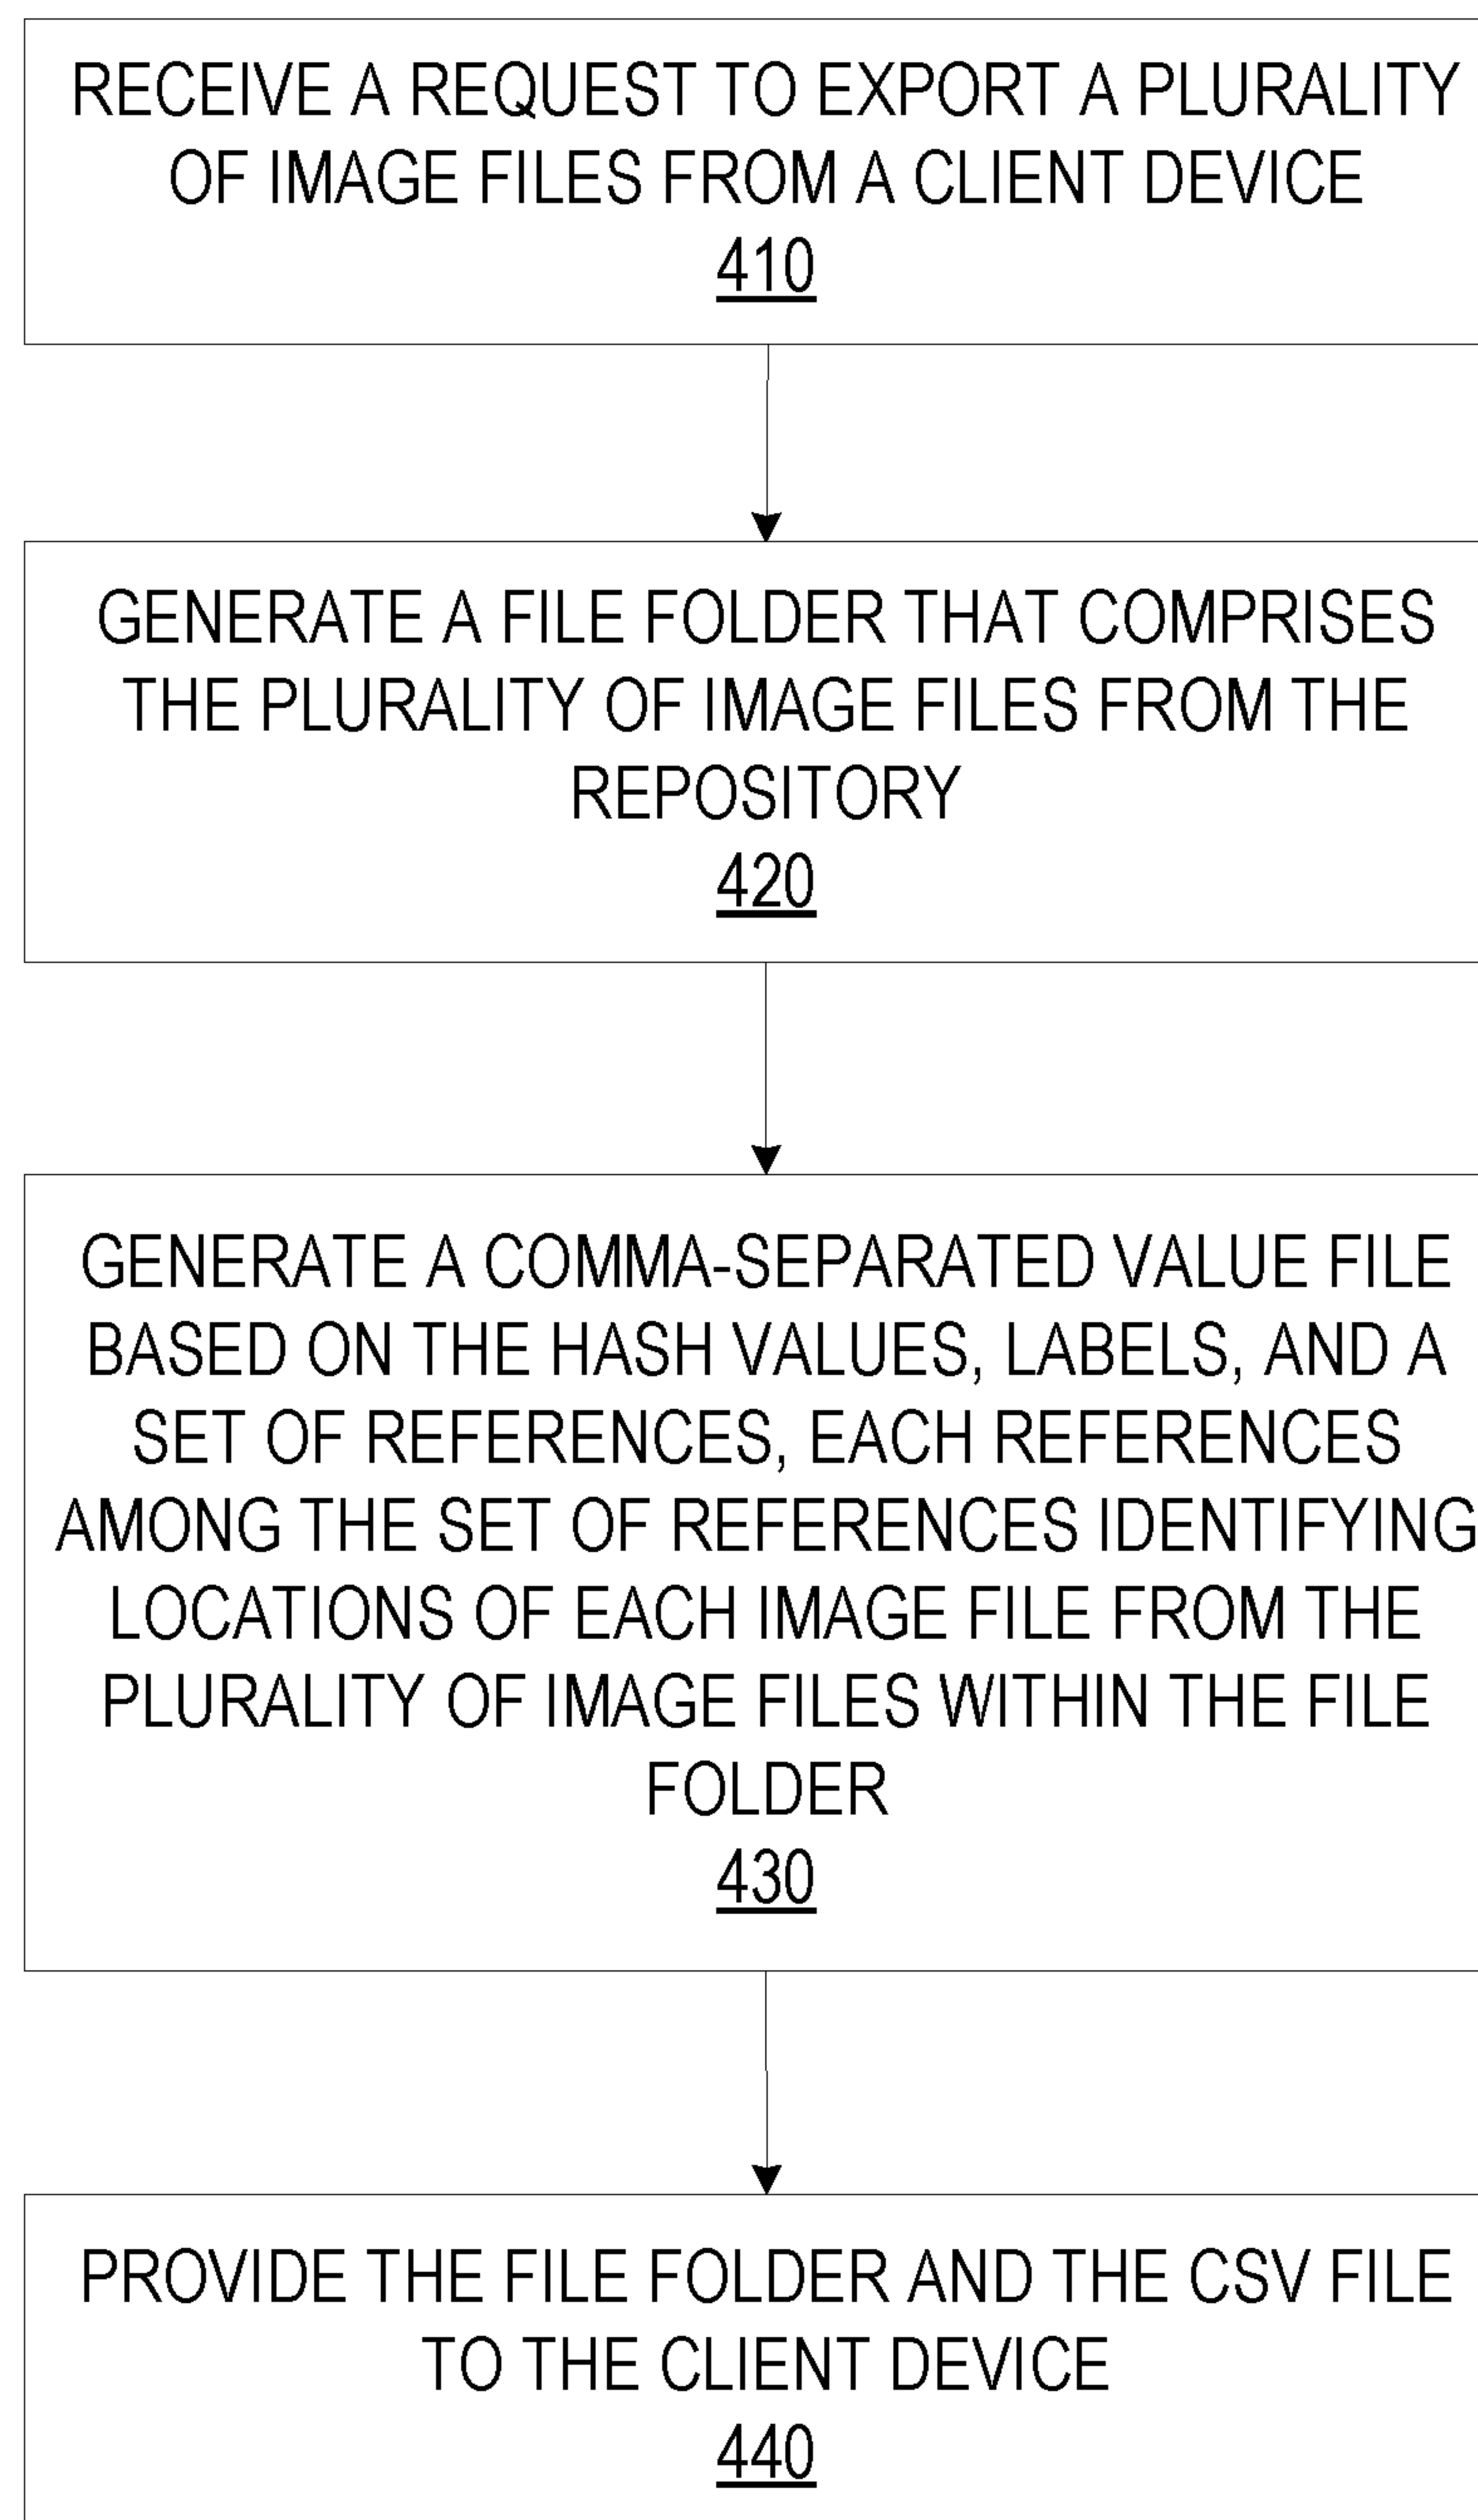 RECEIVE A REQUEST TO EXPORT A PLURALITY
OF IMAGE FILES FROM A CLIENT DEVICE
410
GENERATE A FILE FOLDER THAT COMPRISES
THE PLURALITY OF IMAGE FILES FROM THE
REPOSITORY
420
GENERATE A COMMA-SEPARATED VALUE FILE
BASED ON THE HASH VALUES, LABELS, AND A
SET OF REFERENCES, EACH REFERENCES
AMONG THE SET OF REFERENCES IDENTIFYING
LOCATIONS OF EACH IMAGE FILE FROM THE
PLURALITY OF IMAGE FILES WITHIN THE FILE
FOLDER
430
PROVIDE THE FILE FOLDER AND THE CSV FILE
TO THE CLIENT DEVICE
440